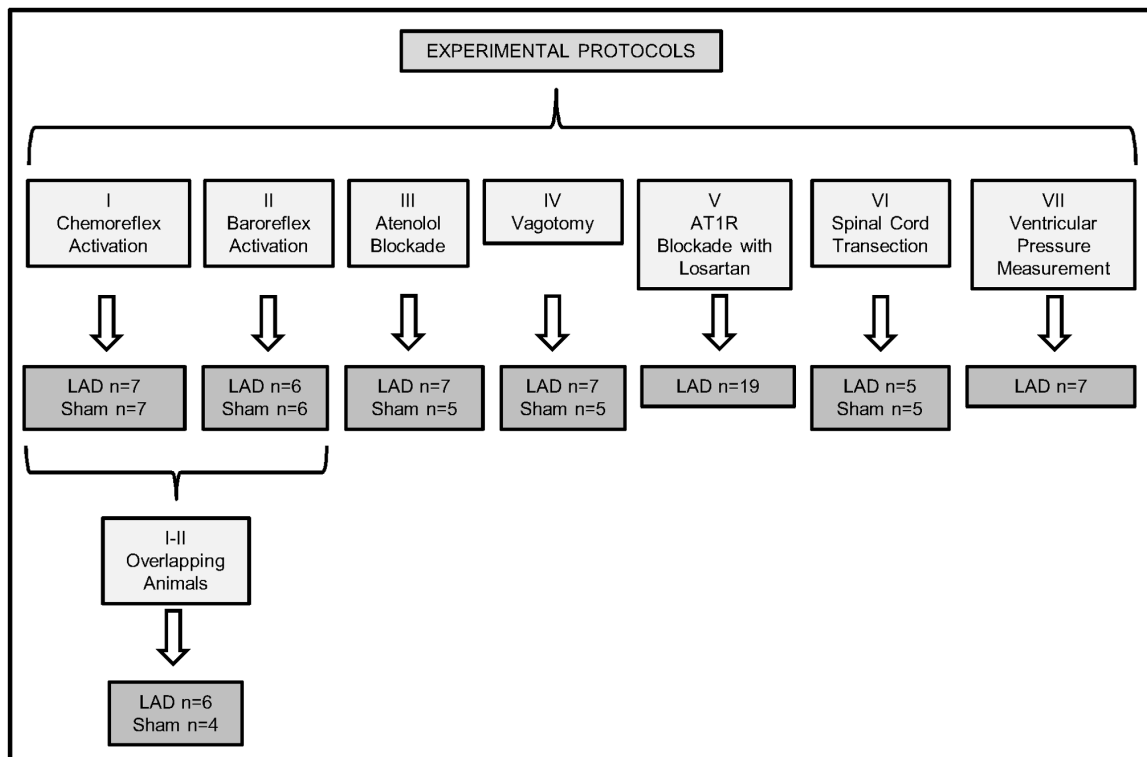 EXPERIMENTAL PROTOCOLS
I
Chemoreflex
Activation
II
Baroreflex
Activation
III
Atenolol
Blockade
IV
Vagotomy
V
AT1R
Blockade with
Losartan
VI
Spinal Cord
Transection
VII
Ventricular
Pressure
Measurement
LAD n=7
Sham n=7
LAD n=6
Sham n=6
LAD n=7
Sham n=5
LAD n=7
Sham n=5
LAD n=19
LAD n=5
Sham n=5
LAD n=7
I-II
Overlapping
Animals
LAD n=6
Sham n=4